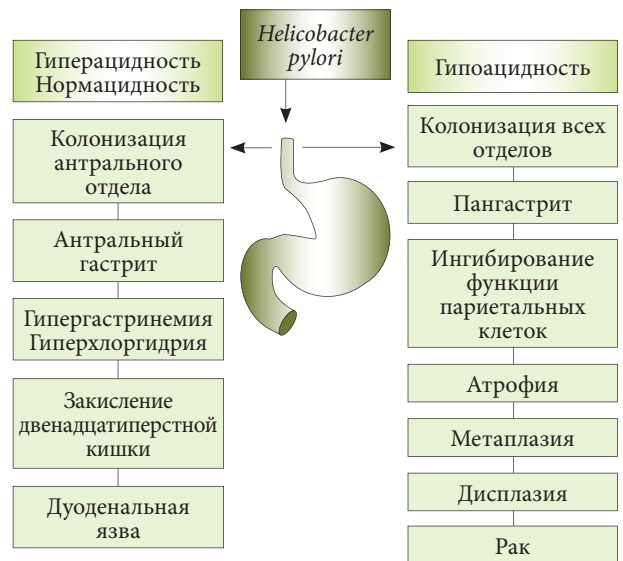 Helicobacter
pylori
Гиперацидность
Нормацидность
Колонизация
антрального
отдела
Антральный
гастрит
Гипергастринемия
Гиперхлоргидрия
Закисление
двенадцатиперстной
кишки
Дуоденальная
язва
Гипоацидность
Колонизация всех
отделов
Пангастрит
Ингибирование
функции
париетальных
клеток
Атрофия
Метаплазия
Дисплазия
Рак